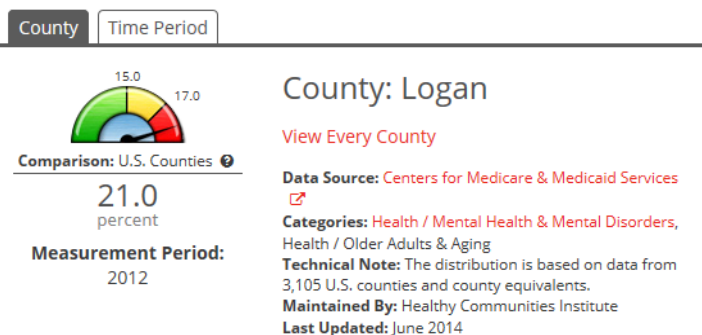 County
Time Period
15.0
17.0
Comparison: U.S. Counties ?
21.0
percent
Measurement Period:
2012
County: Logan
View Every County
Data Source: Centers for Medicare & Medicaid Services
Categories: Health / Mental Health & Mental Disorders,
Health / Older Adults & Aging
Technical Note: The distribution is based on data from
3,105 U.S. counties and county equivalents.
Maintained By: Healthy Communities Institute
Last Updated: June 2014